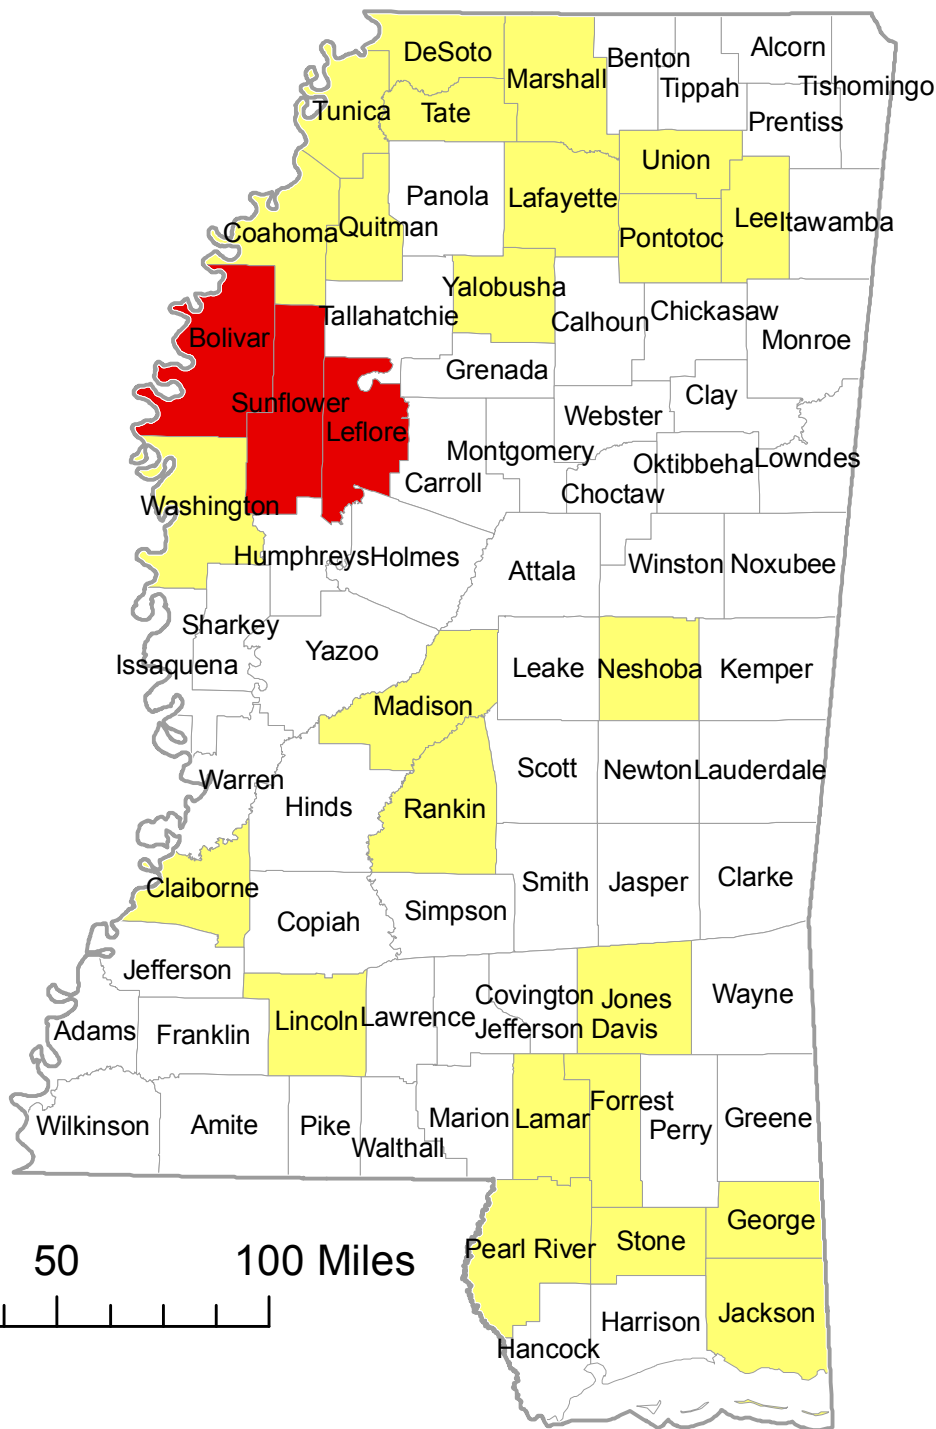 DeSoto
Benton
Alcorn
Marshall
Tippah
Tishomingo
Tunica
Tate
Prentiss
Union
Panola
Lafayette
Coahoma
Quitman
Pontotoc
Lee
Itawamba
Yalobusha
Bolivar
Tallahatchie
Calhoun
Chickasaw
Monroe
Grenada
Sunflower
Clay
Leflore
Webster
Montgomery
Carroll
Oktibbeha
Lowndes
Choctaw
Washington
Humphreys
Holmes
Attala
Winston
Noxubee
Sharkey
Issaquena
Yazoo
Leake
Neshoba
Kemper
Madison
Warren
Hinds
Rankin
Scott
Newton
Lauderdale
Claiborne
Copiah
Simpson
Smith
Jasper
Clarke
Jefferson
Adams
Franklin
Lincoln
Lawrence
Covington
Jefferson Davis
Jones
Wayne
Wilkinson
Amite
Pike
Walthall
Marion
Lamar
Forrest
Perry
Greene
Pearl River
Stone
George
50
100 Miles
Hancock
Harrison
Jackson